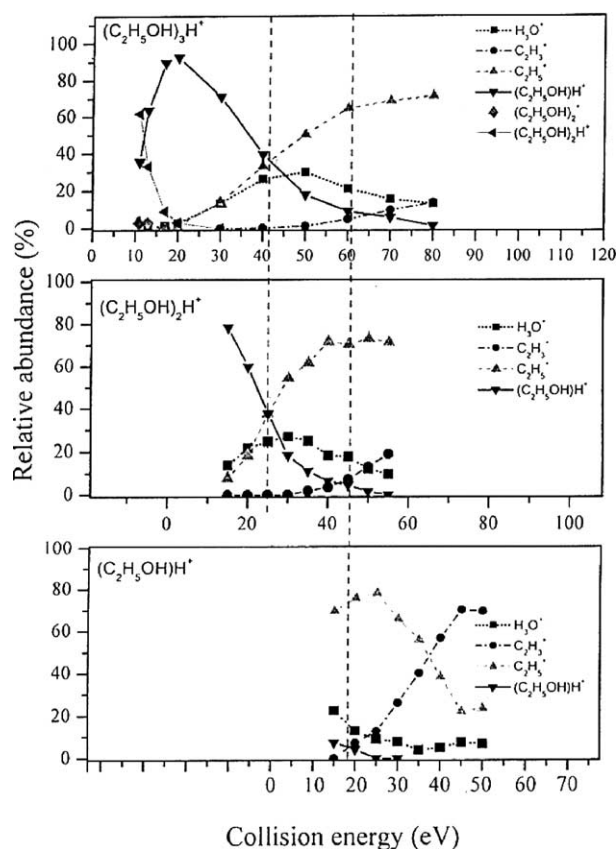 (C₂H₅OH)₃H⁺
H₃O⁺
C₂H₃⁺
C₂H₅⁺
(C₂H₅OH)H⁺
(C₂H₅OH)₂⁺
(C₂H₅OH)₂H⁺
100
80
60
40
20
0
0 10 20 30 40 50 60 70 80 90 100 110 120
Relative abundance (%)
(C₂H₅OH)₂H⁺
H₃O⁺
C₂H₃⁺
C₂H₅⁺
(C₂H₅OH)H⁺
100
80
60
40
20
0
0 20 40 60 80 100
(C₂H₅OH)H⁺
H₃O⁺
C₂H₃⁺
C₂H₅⁺
(C₂H₅OH)H⁺
100
80
60
40
20
0
0 10 20 30 40 50 60 70
Collision energy (eV)